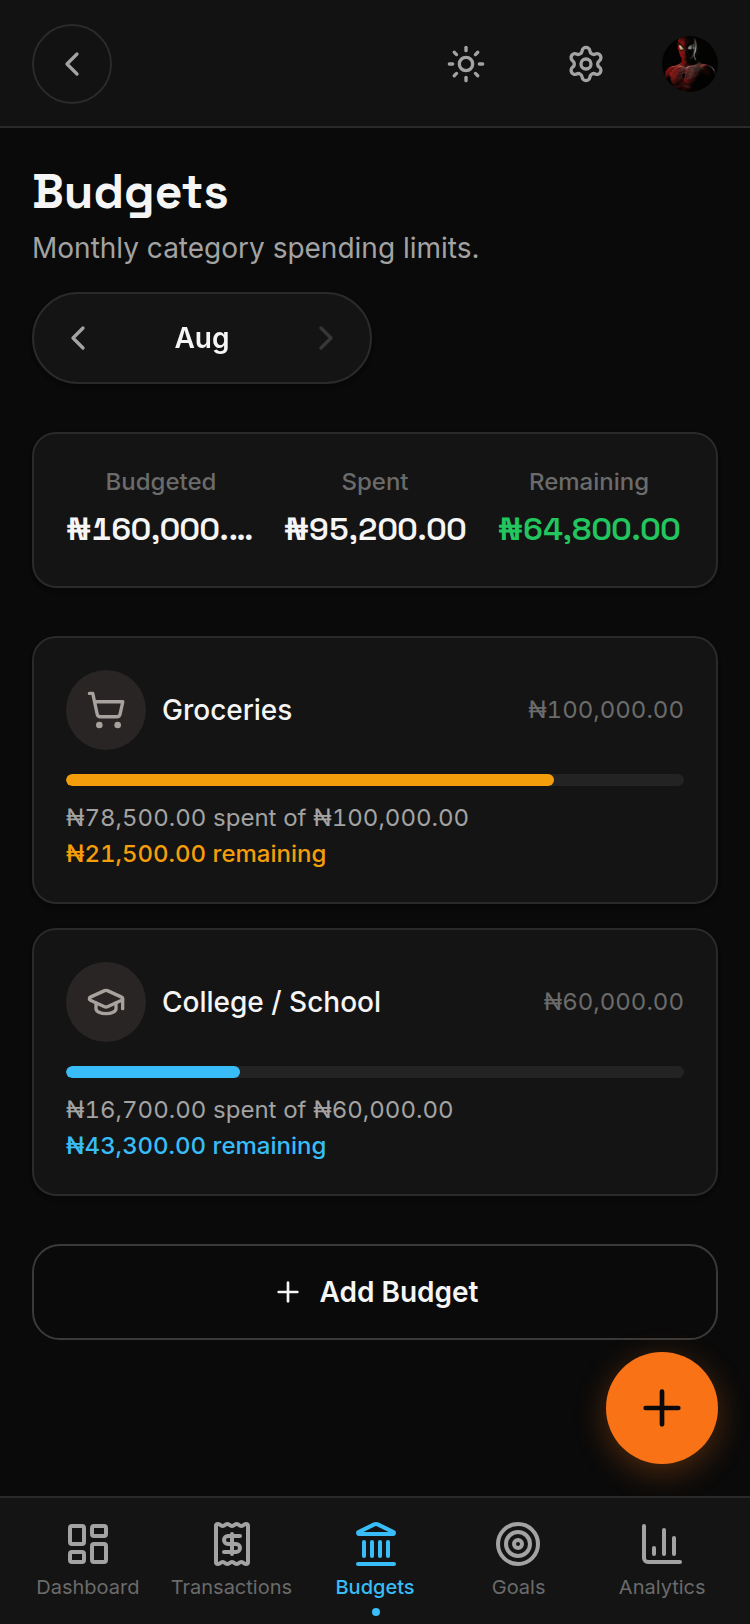 Budgets
Monthly category spending limits.
Aug
Budgeted Spent Remaining
₦160,000.... ₦95,200.00 ₦64,800.00
Groceries ₦100,000.00
₦78,500.00 spent of ₦100,000.00
₦21,500.00 remaining
College / School ₦60,000.00
₦16,700.00 spent of ₦60,000.00
₦43,300.00 remaining
+ Add Budget
Dashboard Transactions Budgets Goals Analytics